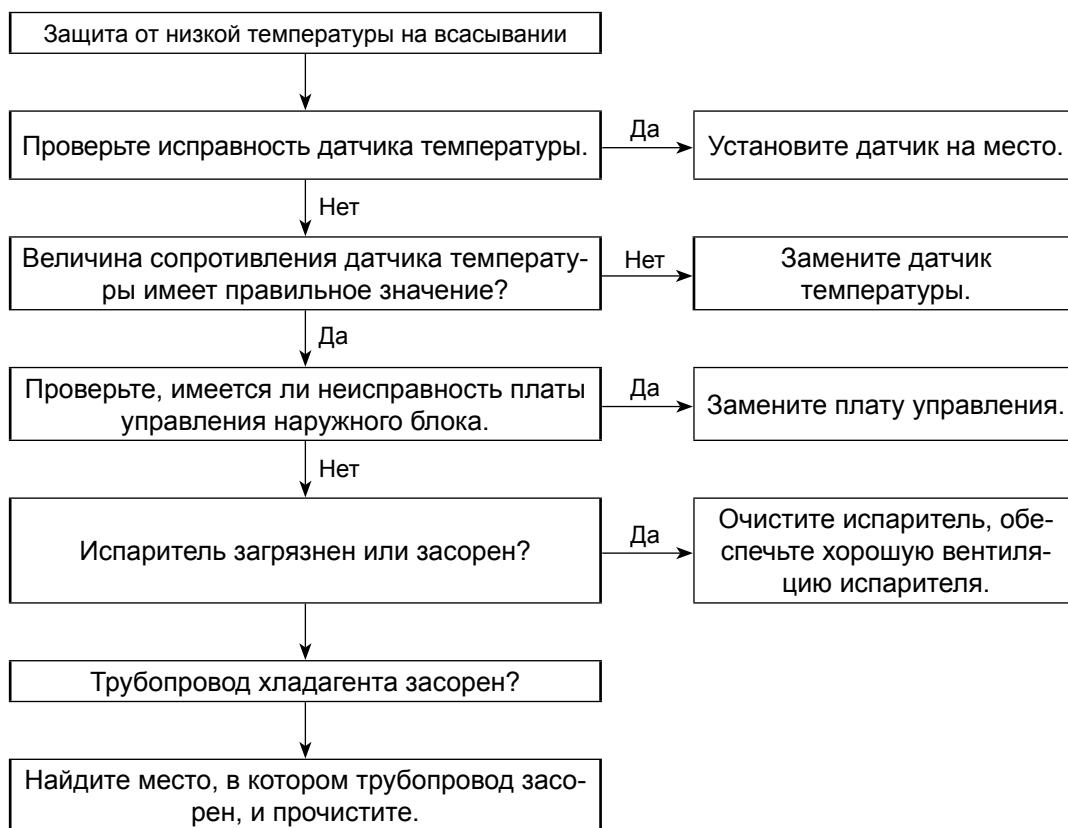 Защита от низкой температуры на всасывании
Проверьте исправность датчика температуры.
Да
Установите датчик на место.
Нет
Величина сопротивления датчика температу-
ры имеет правильное значение?
Нет
Замените датчик
температуры.
Да
Проверьте, имеется ли неисправность платы
управления наружного блока.
Да
Замените плату управления.
Нет
Испаритель загрязнен или засорен?
Да
Очистите испаритель, обе-
спечьте хорошую вентиля-
цию испарителя.
Трубопровод хладагента засорен?
Найдите место, в котором трубопровод засо-
рен, и прочистите.